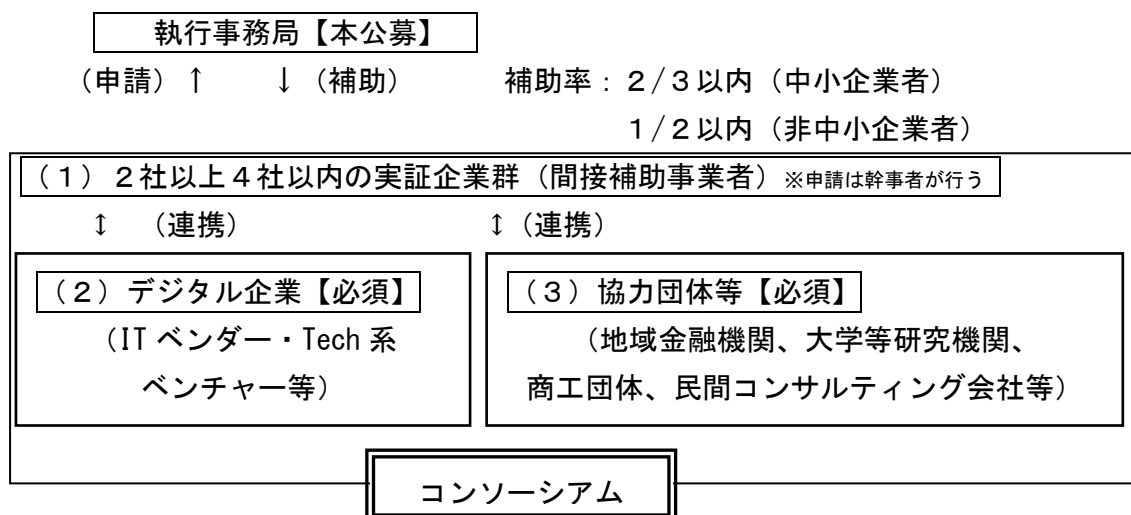 執行事務局【本公募】
（申請）↑　　↓（補助）　　補助率：２/３以内（中小企業者）
１/２以内（非中小企業者）
（１）２社以上４社以内の実証企業群（間接補助事業者）※申請は幹事者が行う
↕　（連携）　　↕（連携）
（２）デジタル企業【必須】
（IT ベンダー・Tech 系
ベンチャー等）
（３）協力団体等【必須】
（地域金融機関、大学等研究機関、
商工団体、民間コンサルティング会社等）
コンソーシアム